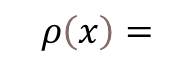 ρ(x) =